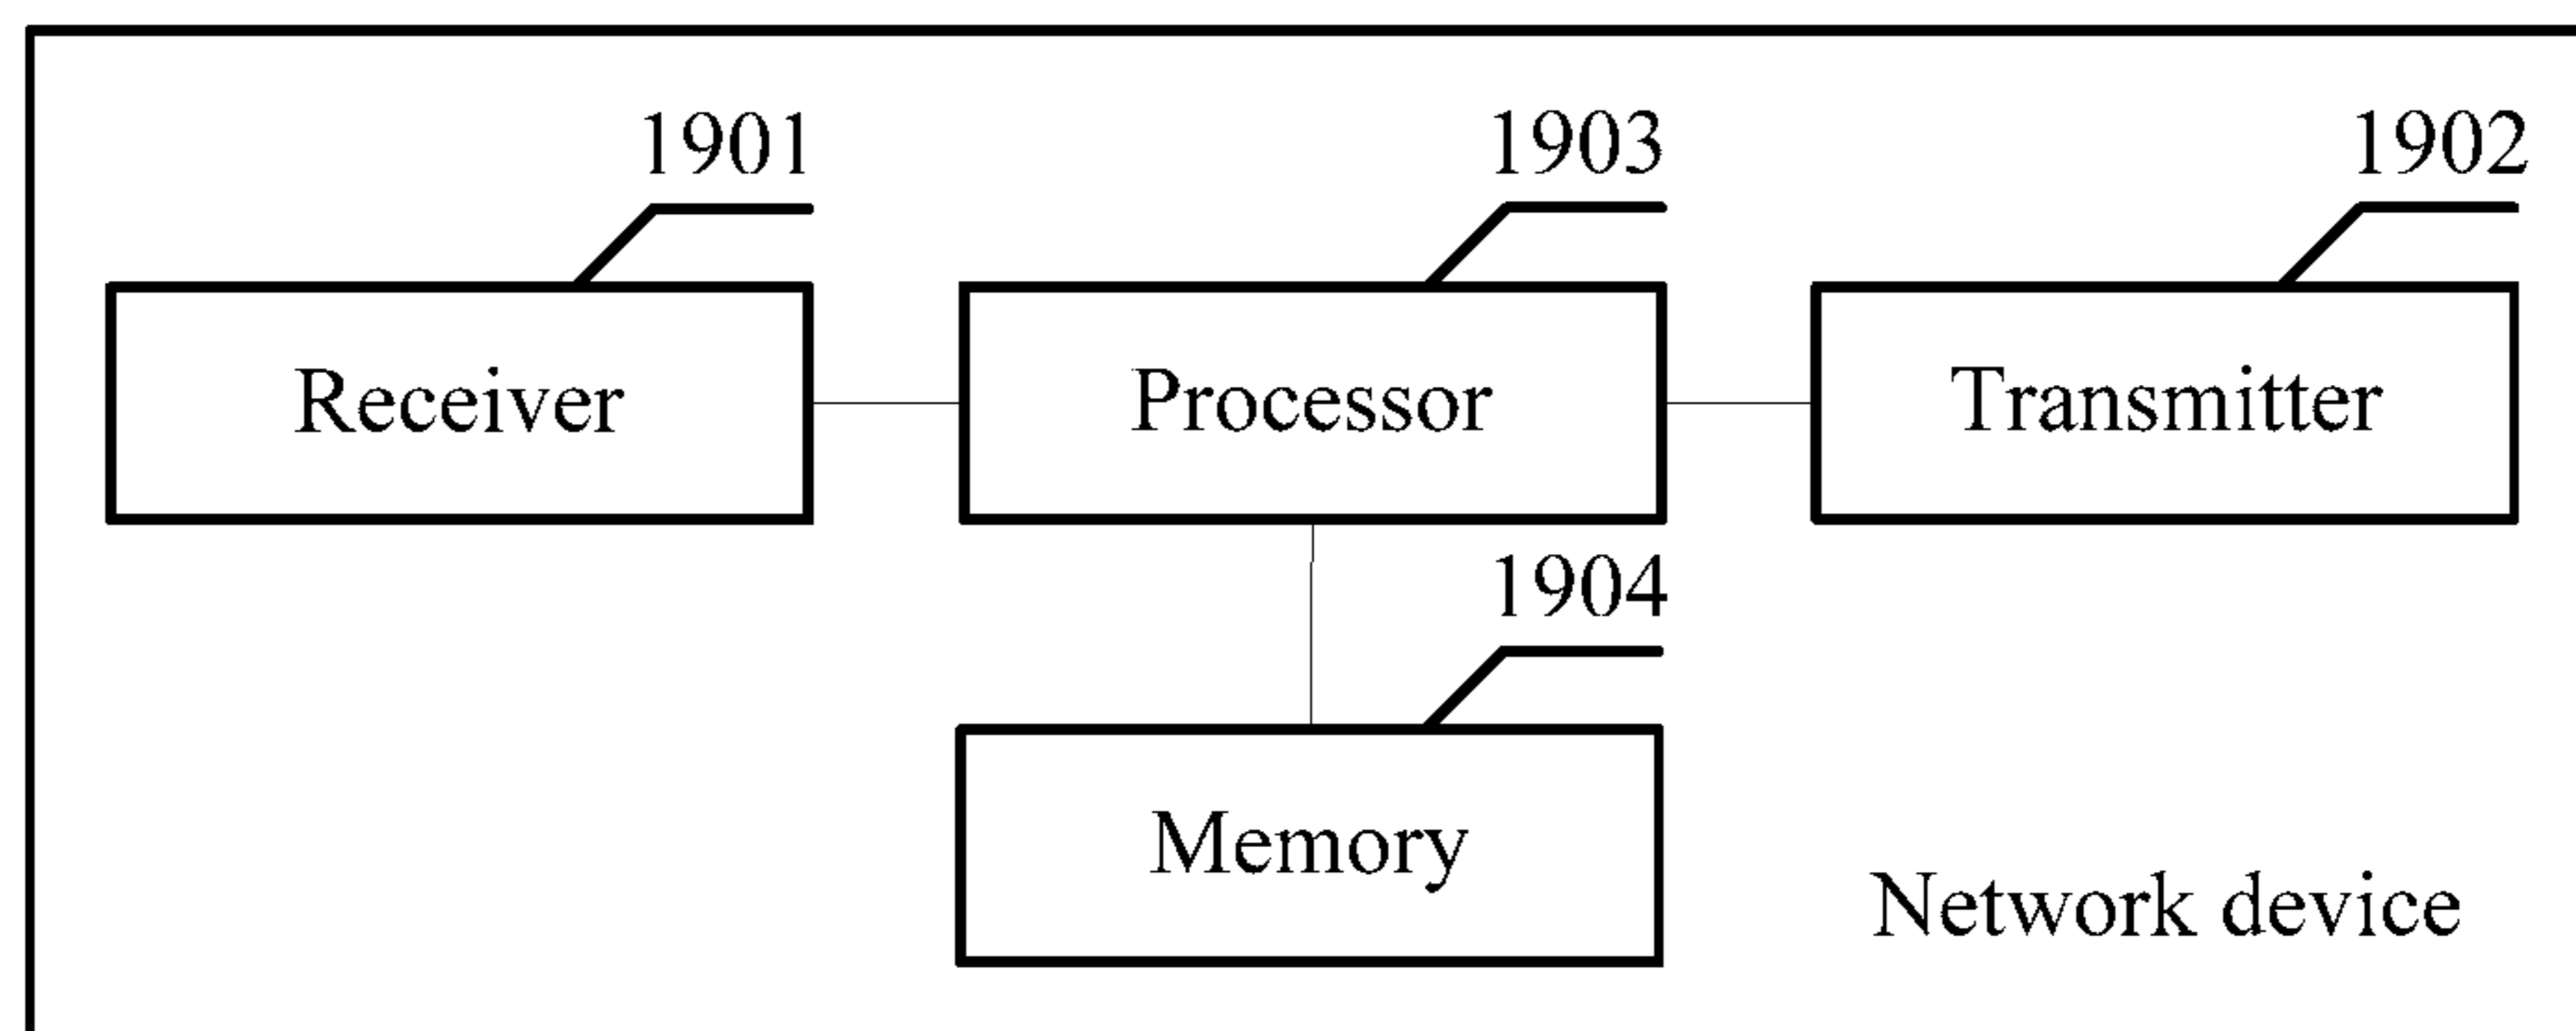 1901
1903
1902
Receiver
Processor
Transmitter
1904
Memory
Network device